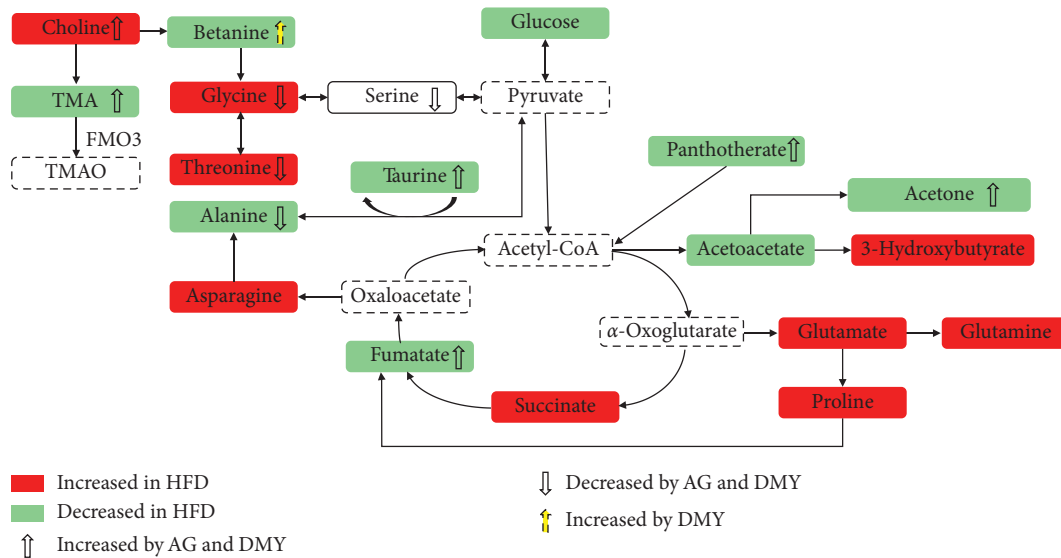 Choline
Betanine
Glucose
TMA
Glycine
Serine
Pyruvate
FMO3
TMAO
Threonine
Taurine
Panthotherate
Alanine
Acetone
Acetyl-CoA
Acetoacetate
3-Hydroxybutyrate
Asparagine
Oxaloacetate
α-Oxoglutarate
Glutamate
Glutamine
Fumatate
Succinate
Proline
Increased in HFD
Decreased in HFD
Increased by AG and DMY
Decreased by AG and DMY
Increased by DMY